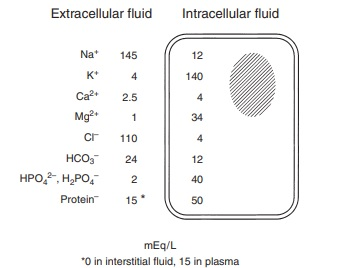 Extracellular fluid Intracellular fluid
Na⁺ 145 12
K⁺ 4 140
Ca²⁺ 2.5 4
Mg²⁺ 1 34
Cl⁻ 110 4
HCO₃⁻ 24 12
HPO₄²⁻, H₂PO₄⁻ 2 40
Protein⁻ 15 * 50
mEq/L
*0 in interstitial fluid, 15 in plasma